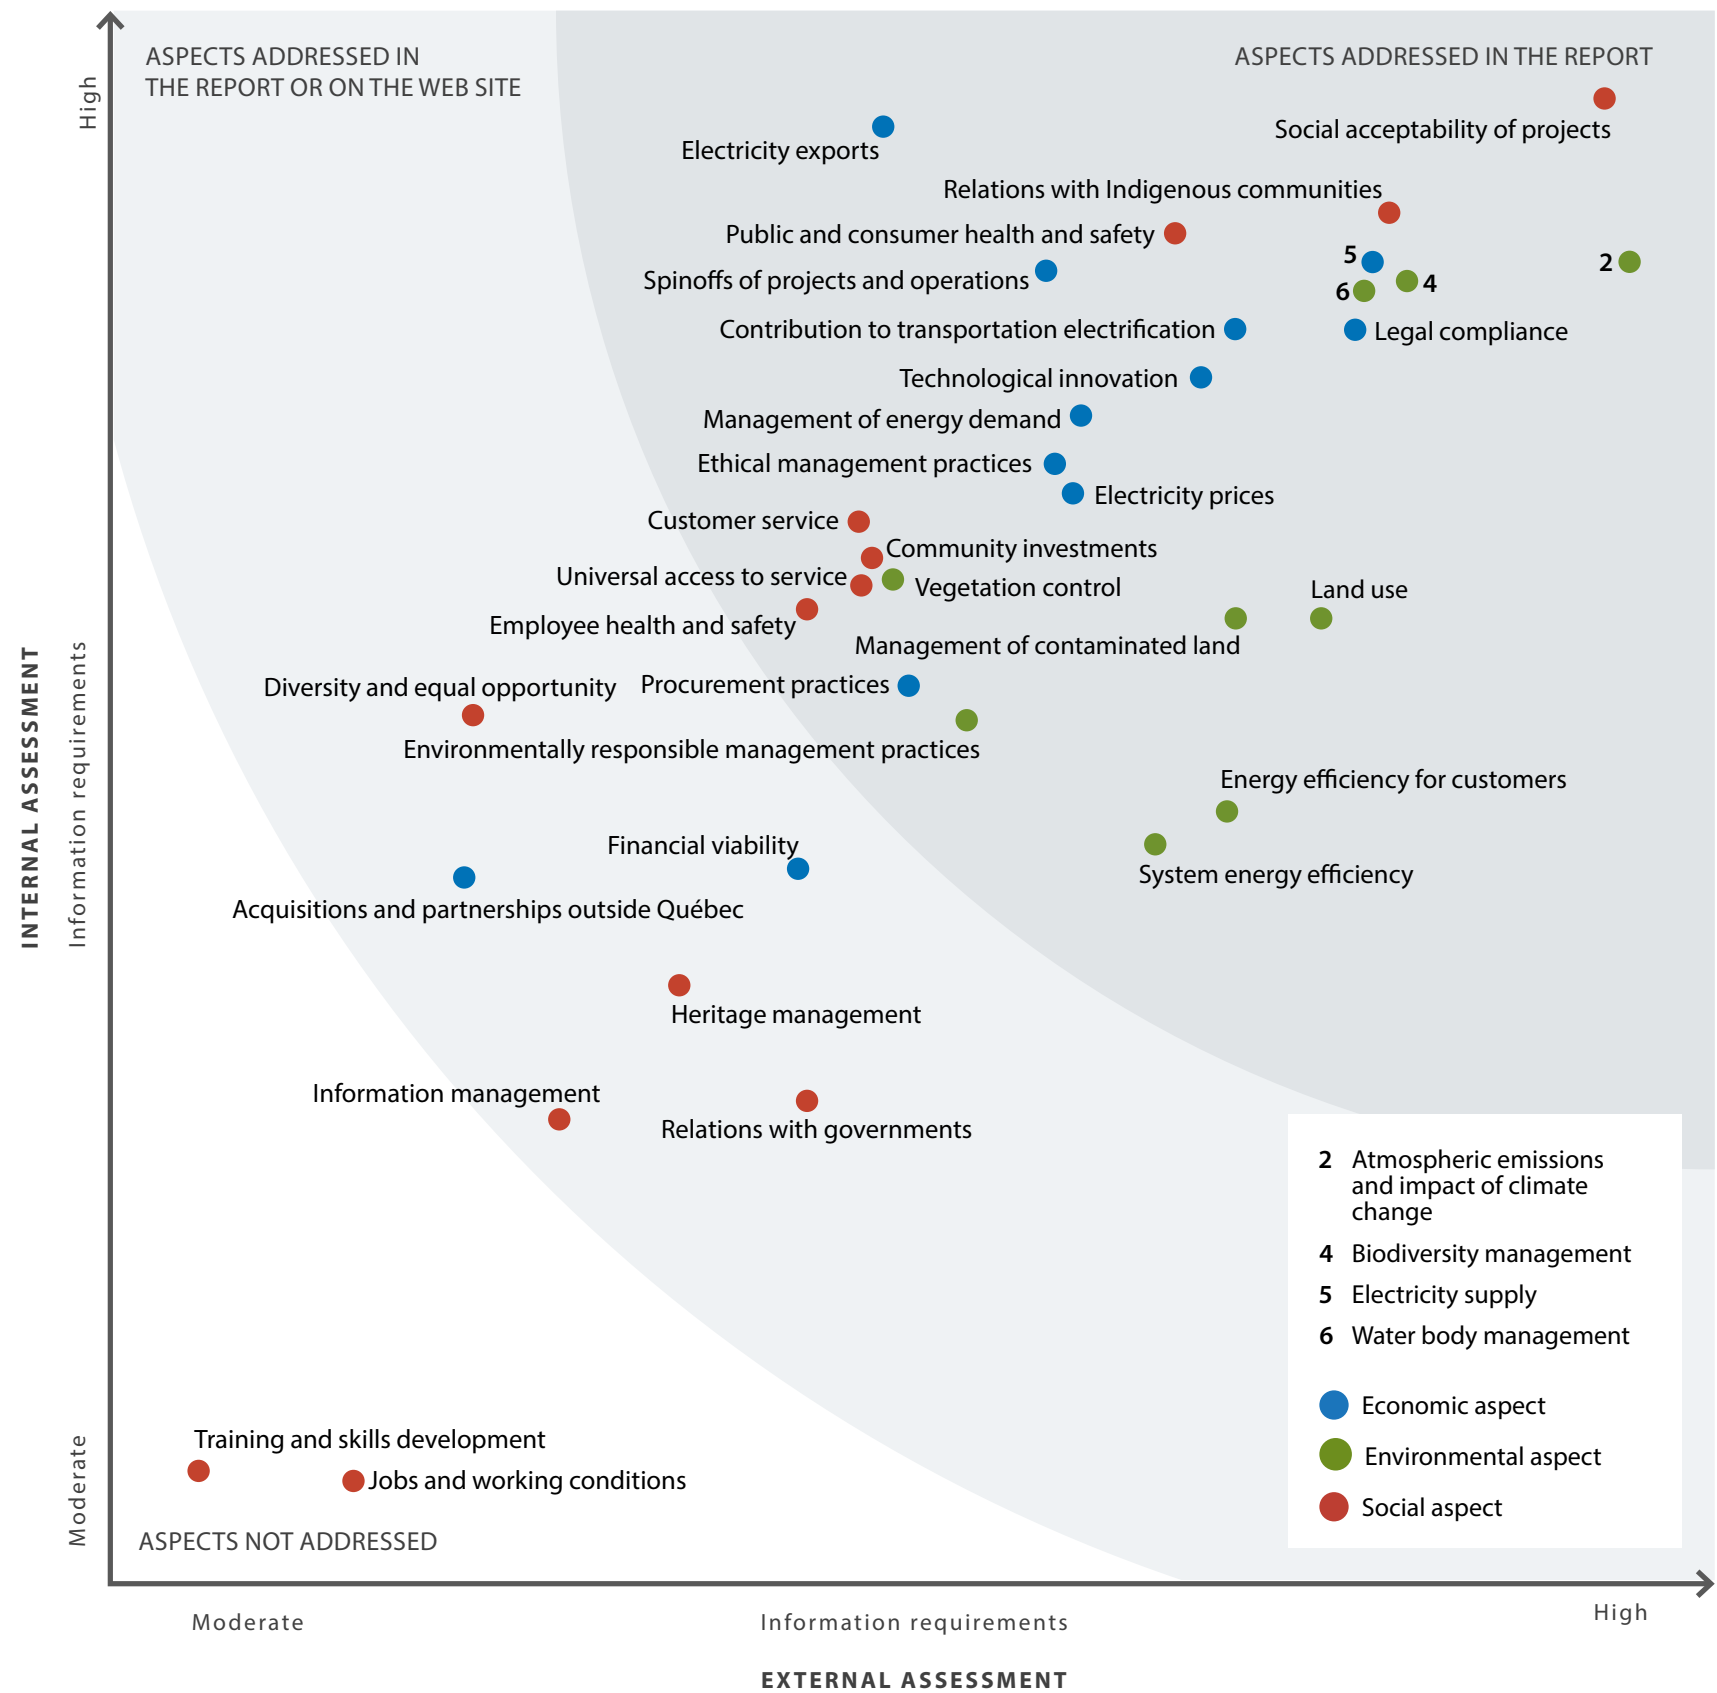 ASPECTS ADDRESSED IN
THE REPORT OR ON THE WEB SITE
ASPECTS ADDRESSED IN THE REPORT
High
Social acceptability of projects
Electricity exports
Relations with Indigenous communities
Public and consumer health and safety
5
2
Spinoffs of projects and operations
4
6
Contribution to transportation electrification
Legal compliance
Technological innovation
Management of energy demand
Ethical management practices
Electricity prices
Customer service
Community investments
Universal access to service
Vegetation control
Land use
Employee health and safety
Management of contaminated land
Diversity and equal opportunity
Procurement practices
Environmentally responsible management practices
Energy efficiency for customers
INTERNAL ASSESSMENT
Information requirements
Financial viability
System energy efficiency
Acquisitions and partnerships outside Québec
Heritage management
Information management
Relations with governments
2 Atmospheric emissions
and impact of climate
change
4 Biodiversity management
5 Electricity supply
6 Water body management
Economic aspect
Environmental aspect
Social aspect
Training and skills development
Jobs and working conditions
Moderate
ASPECTS NOT ADDRESSED
Moderate
Information requirements
High
EXTERNAL ASSESSMENT